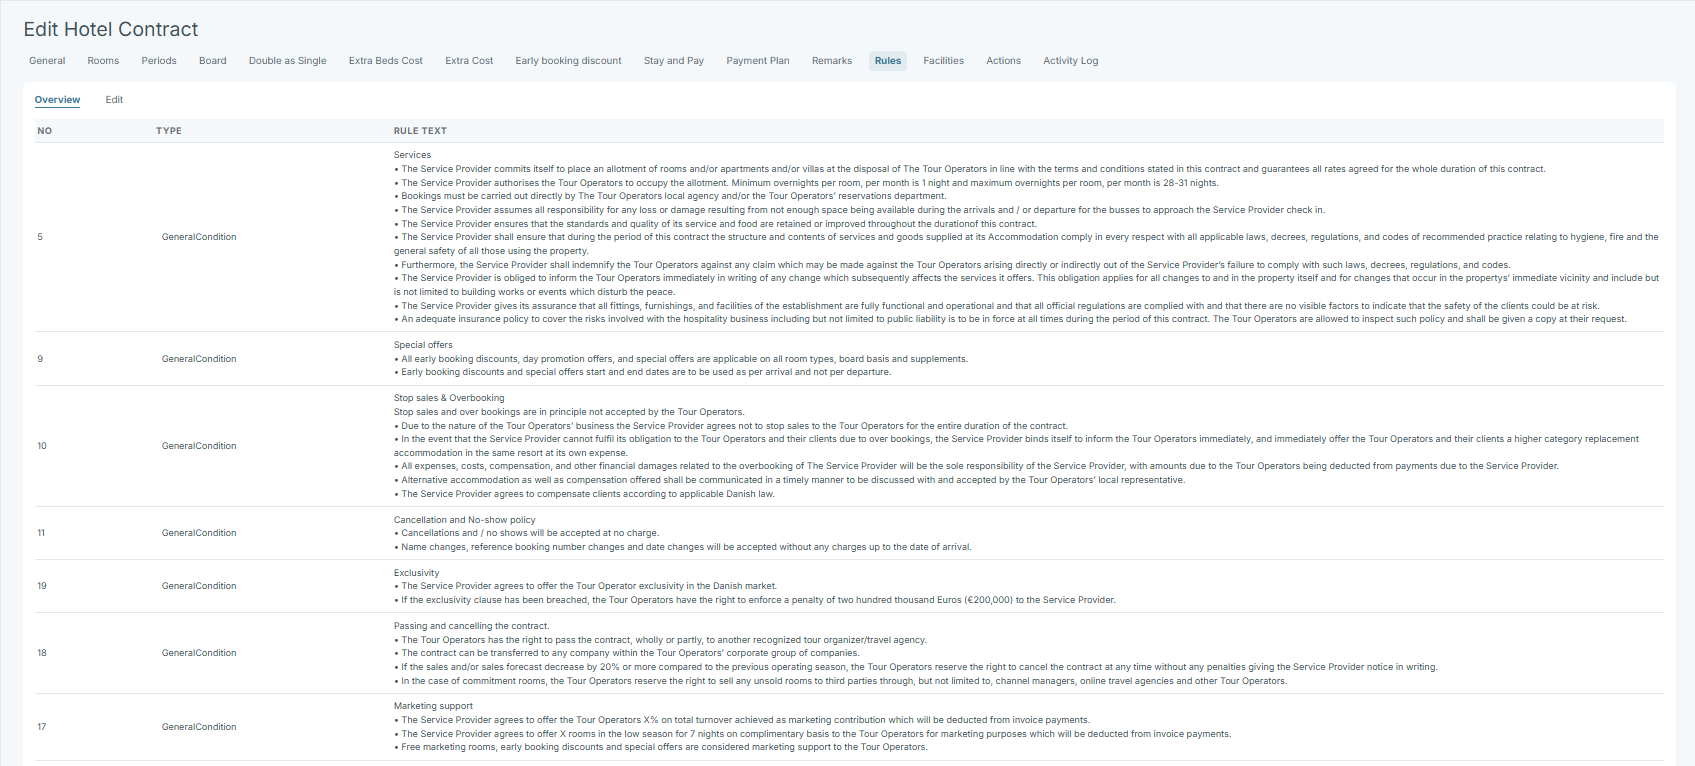 Edit Hotel Contract
General Rooms Periods Board Double as Single Extra Beds Cost Extra Cost Early booking discount Stay and Pay Payment Plan Remarks Rules Facilities Actions Activity Log
Overview Edit
NO TYPE RULE TEXT
Services
• The Service Provider commits itself to place an allotment of rooms and/or apartments and/or villas at the disposal of The Tour Operators in line with the terms and conditions stated in this contract and guarantees all rates agreed for the whole duration of this contract.
• The Service Provider authorises the Tour Operators to occupy the allotment. Minimum overnights per room, per month is 1 night and maximum overnights per room, per month is 28-31 nights.
• Bookings must be carried out directly by The Tour Operators local agency and/or the Tour Operators' reservations department.
• The Service Provider assumes all responsibility for any loss or damage resulting from not enough space being available during the arrivals and / or departure for the busses to approach the Service Provider check in.
• The Service Provider ensures that the standards and quality of its service and food are retained or improved throughout the durationof this contract.
5 GeneralCondition • The Service Provider shall ensure that during the period of this contract the structure and contents of services and goods supplied at its Accommodation comply in every respect with all applicable laws, decrees, regulations, and codes of recommended practice relating to hygiene, fire and the
general safety of all those using the property.
• Furthermore, the Service Provider shall indemnify the Tour Operators against any claim which may be made against the Tour Operators arising directly or indirectly out of the Service Provider's failure to comply with such laws, decrees, regulations, and codes.
• The Service Provider is obliged to inform the Tour Operators immediately in writing of any change which subsequently affects the services it offers. This obligation applies for all changes to and in the property itself and for changes that occur in the propertys' immediate vicinity and include but
is not limited to building works or events which disturb the peace.
• The Service Provider gives its assurance that all fittings, furnishings, and facilities of the establishment are fully functional and operational and that all official regulations are complied with and that there are no visible factors to indicate that the safety of the clients could be at risk.
• An adequate insurance policy to cover the risks involved with the hospitality business including but not limited to public liability is to be in force at all times during the period of this contract. The Tour Operators are allowed to inspect such policy and shall be given a copy at their request.
Special offers
9 GeneralCondition • All early booking discounts, day promotion offers, and special offers are applicable on all room types, board basis and supplements.
• Early booking discounts and special offers start and end dates are to be used as per arrival and not per departure.
Stop sales & Overbooking
Stop sales and over bookings are in principle not accepted by the Tour Operators.
• Due to the nature of the Tour Operators' business the Service Provider agrees not to stop sales to the Tour Operators for the entire duration of the contract.
10 GeneralCondition • In the event that the Service Provider cannot fulfil its obligation to the Tour Operators and their clients due to over bookings, the Service Provider binds itself to inform the Tour Operators immediately, and immediately offer the Tour Operators and their clients a higher category replacement
accommodation in the same resort at its own expense.
• All expenses, costs, compensation, and other financial damages related to the overbooking of The Service Provider will be the sole responsibility of the Service Provider, with amounts due to the Tour Operators being deducted from payments due to the Service Provider.
• Alternative accommodation as well as compensation offered shall be communicated in a timely manner to be discussed with and accepted by the Tour Operators' local representative.
• The Service Provider agrees to compensate clients according to applicable Danish law.
Cancellation and No-show policy
11 GeneralCondition • Cancellations and / no shows will be accepted at no charge.
• Name changes, reference booking number changes and date changes will be accepted without any charges up to the date of arrival.
Exclusivity
19 GeneralCondition • The Service Provider agrees to offer the Tour Operator exclusivity in the Danish market.
• If the exclusivity clause has been breached, the Tour Operators have the right to enforce a penalty of two hundred thousand Euros (€200,000) to the Service Provider.
Passing and cancelling the contract.
• The Tour Operators has the right to pass the contract, wholly or partly, to another recognized tour organizer/travel agency.
18 GeneralCondition • The contract can be transferred to any company within the Tour Operators' corporate group of companies.
• If the sales and/or sales forecast decrease by 20% or more compared to the previous operating season, the Tour Operators reserve the right to cancel the contract at any time without any penalties giving the Service Provider notice in writing.
• In the case of commitment rooms, the Tour Operators reserve the right to sell any unsold rooms to third parties through, but not limited to, channel managers, online travel agencies and other Tour Operators.
Marketing support
• The Service Provider agrees to offer the Tour Operators X% on total turnover achieved as marketing contribution which will be deducted from invoice payments.
17 GeneralCondition • The Service Provider agrees to offer X rooms in the low season for 7 nights on complimentary basis to the Tour Operators for marketing purposes which will be deducted from invoice payments.
• Free marketing rooms, early booking discounts and special offers are considered marketing support to the Tour Operators.